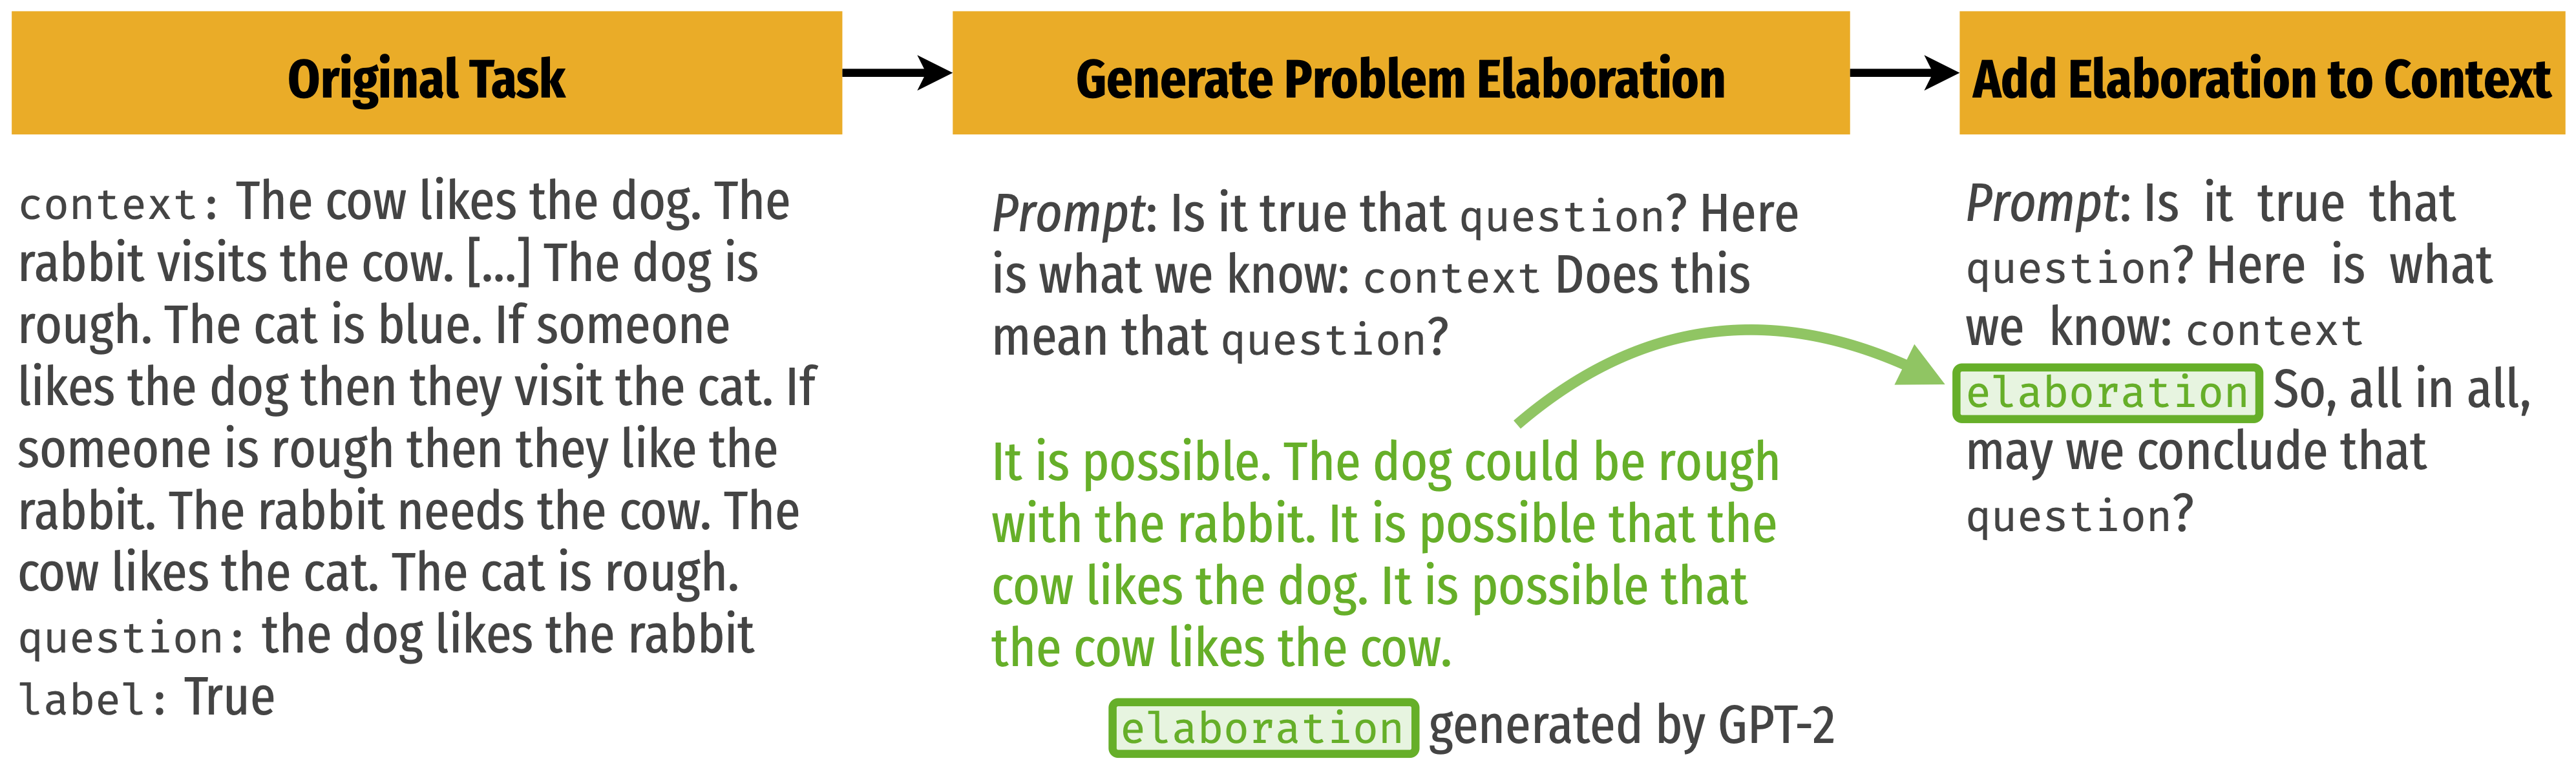 Original Task
context: The cow likes the dog. The
rabbit visits the cow. [...] The dog is
rough. The cat is blue. If someone
likes the dog then they visit the cat. If
someone is rough then they like the
rabbit. The rabbit needs the cow. The
cow likes the cat. The cat is rough.
question: the dog likes the rabbit
label: True
Generate Problem Elaboration
Prompt: Is it true that question? Here
is what we know: context Does this
mean that question?
It is possible. The dog could be rough
with the rabbit. It is possible that the
cow likes the dog. It is possible that
the cow likes the cow.
elaboration generated by GPT-2
Add Elaboration to Context
Prompt: Is it true that
question? Here is what
we know: context
elaboration So, all in all,
may we conclude that
question?